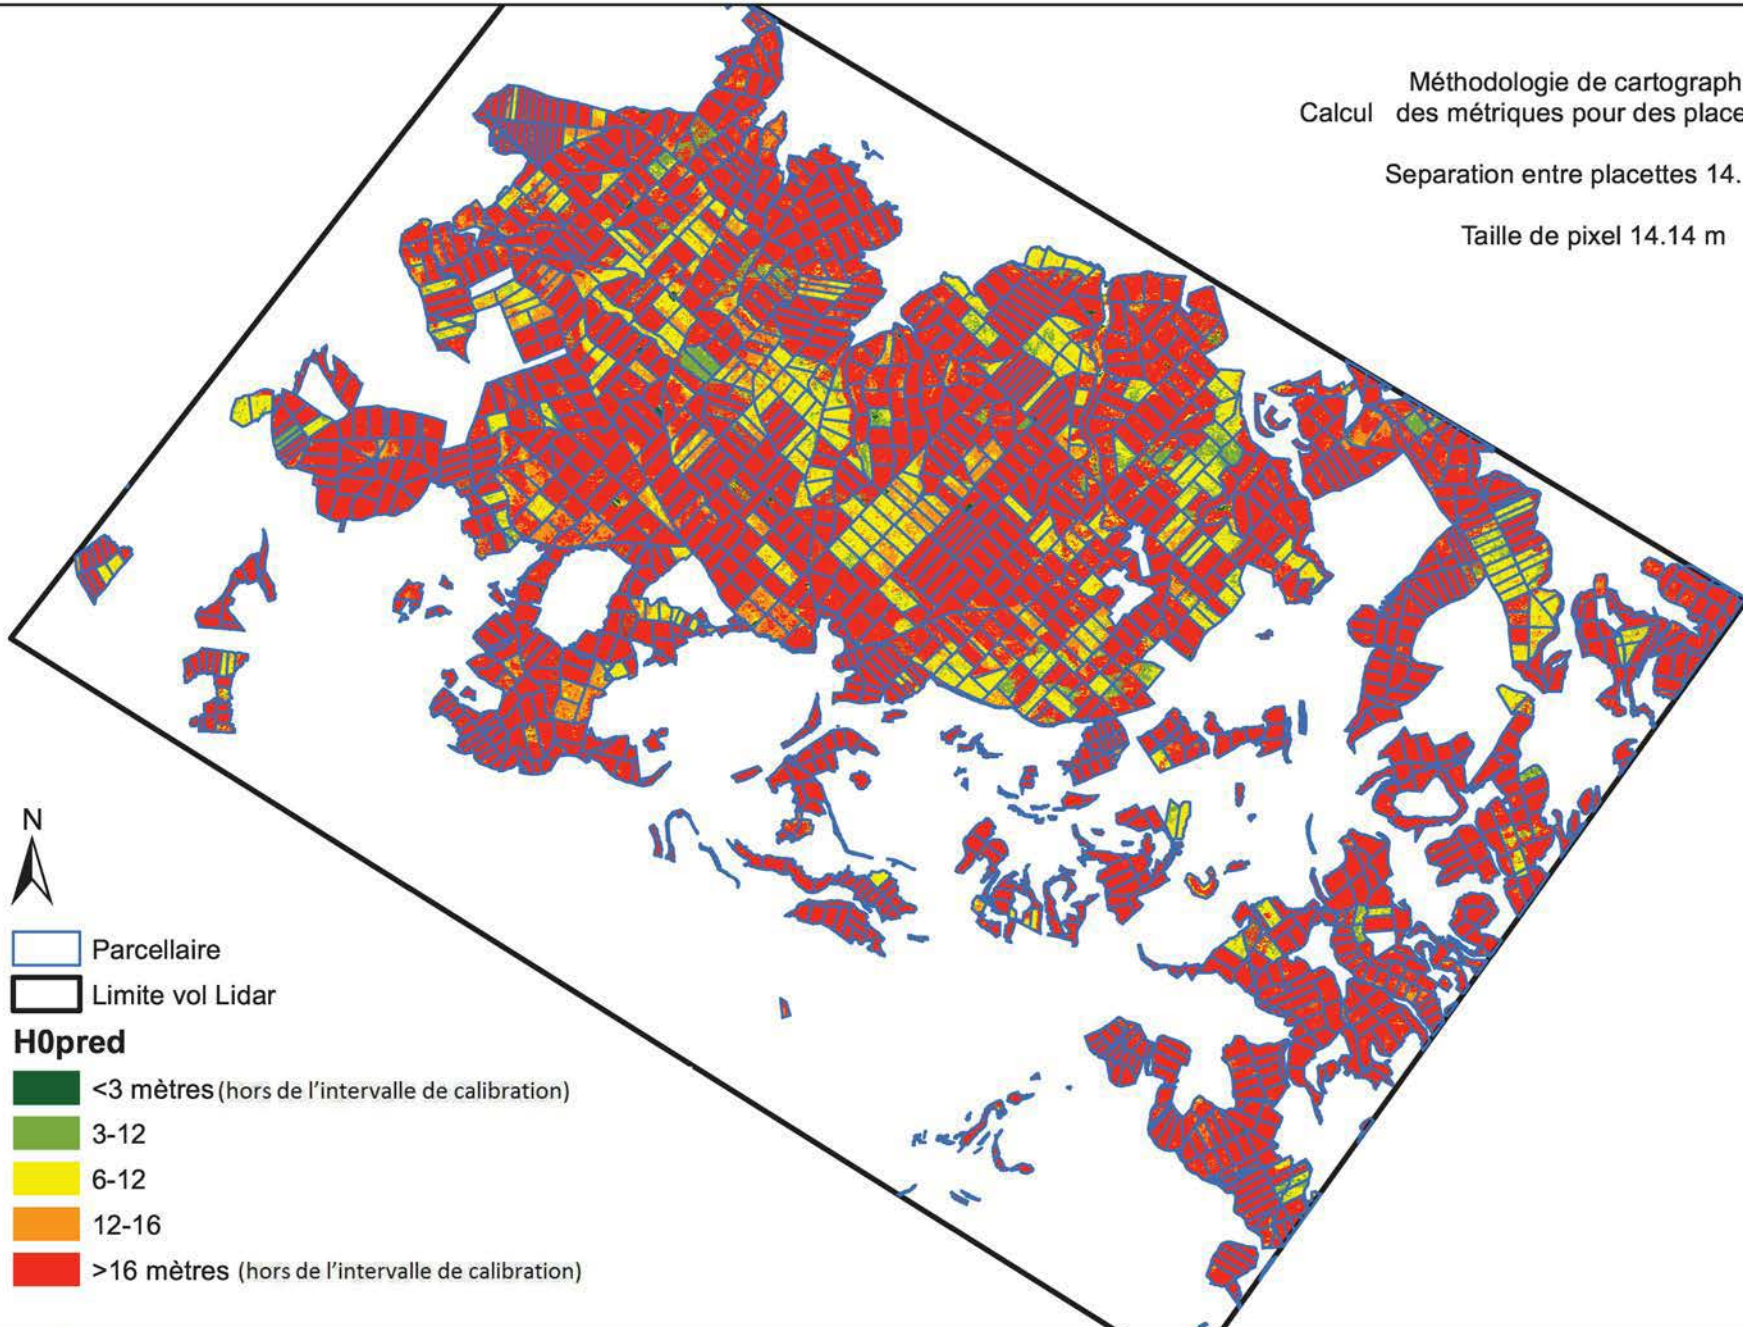 Méthodologie de cartograph
Calcul des métriques pour des place
Separation entre placettes 14.
Taille de pixel 14.14 m
N
Parcellaire
Limite vol Lidar
H0pred
<3 mètres (hors de l'intervalle de calibration)
3-12
6-12
12-16
>16 mètres (hors de l'intervalle de calibration)